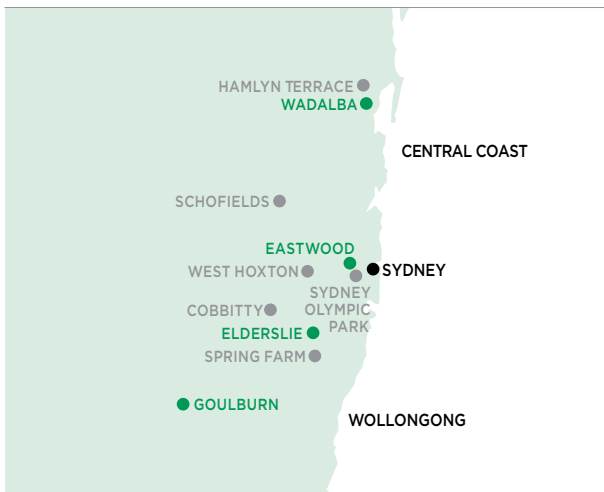 HAMLYN TERRACE
WADALBA
CENTRAL COAST
SCHOFIELDS
EASTWOOD
WEST HOXTON
SYDNEY
SYDNEY
OLYMPIC
PARK
COBBITTY
ELDERSLIE
SPRING FARM
GOULBURN
WOLLONGONG